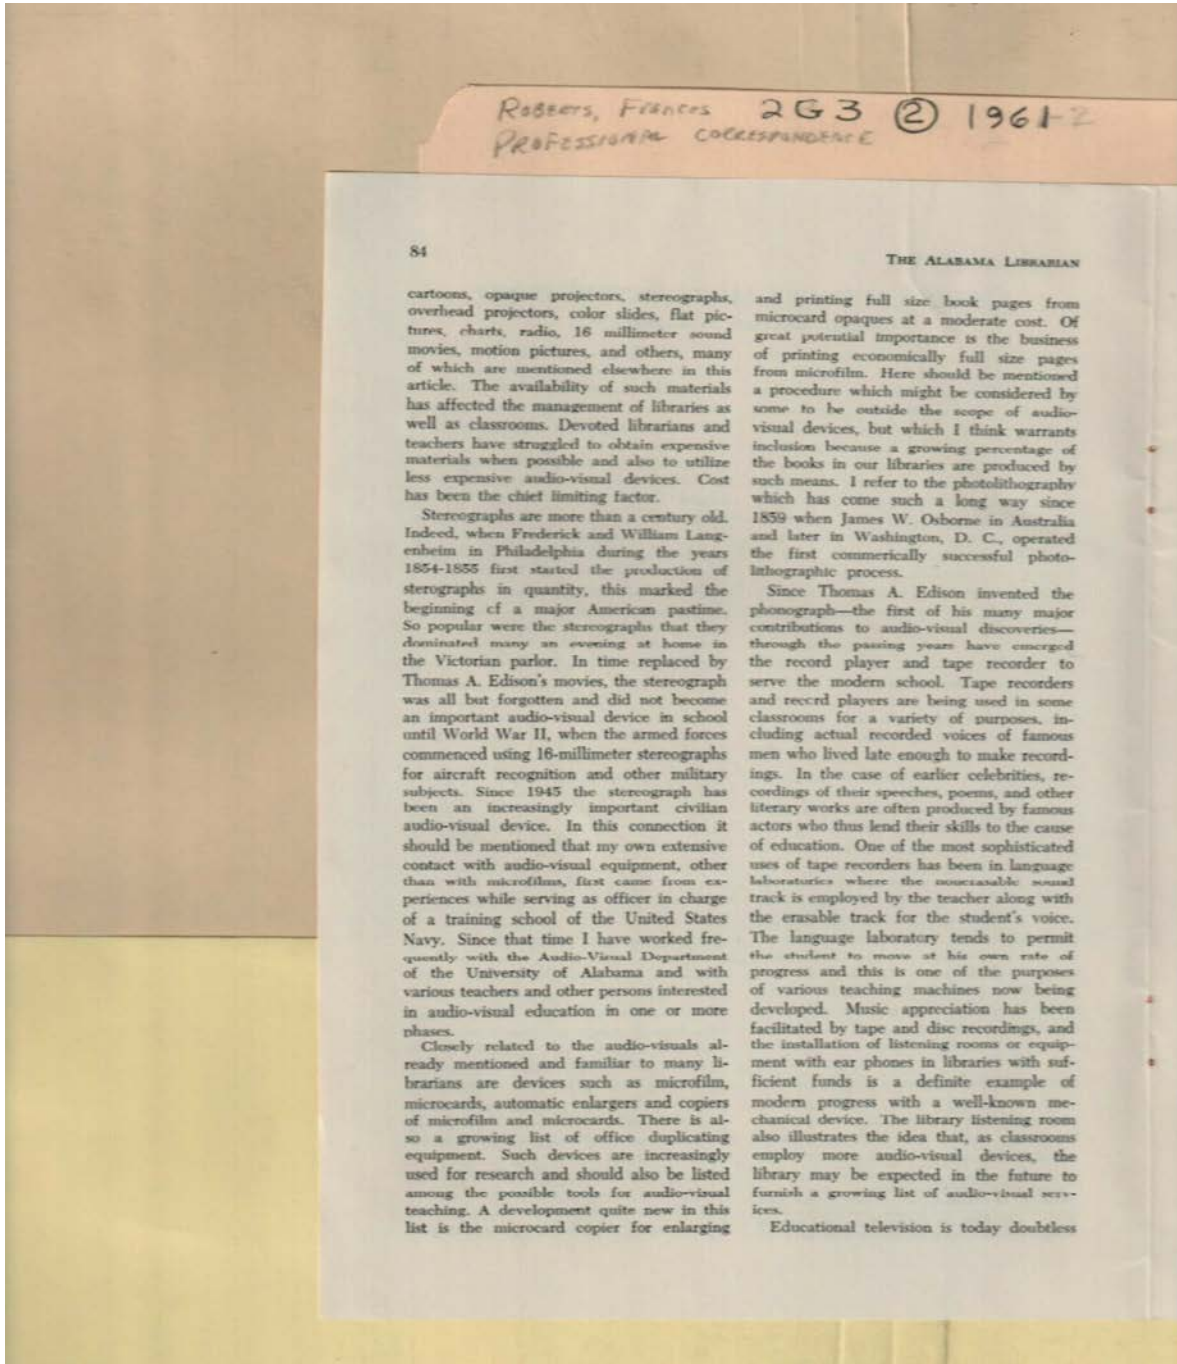 Roberts, Frances 2G3 ② 1961-2
PROFESSIONAL CORRESPONDENCE
84
THE ALABAMA LIBRARIAN
cartoons, opaque projectors, stereographs,
overhead projectors, color slides, flat pic-
tures, charts, radio, 16 millimeter sound
movies, motion pictures, and others, many
of which are mentioned elsewhere in this
article. The availability of such materials
has affected the management of libraries as
well as classrooms. Devoted librarians and
teachers have struggled to obtain expensive
materials when possible and also to utilize
less expensive audio-visual devices. Cost
has been the chief limiting factor.
Stereographs are more than a century old.
Indeed, when Frederick and William Lang-
enheim in Philadelphia during the years
1854-1855 first started the production of
sterographs in quantity, this marked the
beginning cf a major American pastime.
So popular were the stereographs that they
dominated many an evening at home in
the Victorian parlor. In time replaced by
Thomas A. Edison's movies, the stereograph
was all but forgotten and did not become
an important audio-visual device in school
until World War II, when the armed forces
commenced using 16-millimeter stereographs
for aircraft recognition and other military
subjects. Since 1945 the stereograph has
been an increasingly important civilian
audio-visual device. In this connection it
should be mentioned that my own extensive
contact with audio-visual equipment, other
than with microfilms, first came from ex-
periences while serving as officer in charge
of a training school of the United States
Navy. Since that time I have worked fre-
quently with the Audio-Visual Department
of the University of Alabama and with
various teachers and other persons interested
in audio-visual education in one or more
phases.
Closely related to the audio-visuals al-
ready mentioned and familiar to many li-
brarians are devices such as microfilm,
microcards, automatic enlargers and copiers
of microfilm and microcards. There is al-
so a growing list of office duplicating
equipment. Such devices are increasingly
used for research and should also be listed
among the possible tools for audio-visual
teaching. A development quite new in this
list is the microcard copier for enlarging
and printing full size book pages from
microcard opaques at a moderate cost. Of
great potential importance is the business
of printing economically full size pages
from microfilm. Here should be mentioned
a procedure which might be considered by
some to be outside the scope of audio-
visual devices, but which I think warrants
inclusion because a growing percentage of
the books in our libraries are produced by
such means. I refer to the photolithography
which has come such a long way since
1859 when James W. Osborne in Australia
and later in Washington, D. C., operated
the first commerically successful photo-
lithographic process.
Since Thomas A. Edison invented the
phonograph—the first of his many major
contributions to audio-visual discoveries—
through the passing years have emerged
the record player and tape recorder to
serve the modern school. Tape recorders
and reccrd players are being used in some
classrooms for a variety of purposes, in-
cluding actual recorded voices of famous
men who lived late enough to make record-
ings. In the case of earlier celebrities, re-
cordings of their speeches, poems, and other
literary works are often produced by famous
actors who thus lend their skills to the cause
of education. One of the most sophisticated
uses of tape recorders has been in language
laboratories where the nonerasable sound
track is employed by the teacher along with
the erasable track for the student's voice.
The language laboratory tends to permit
the student to move at his own rate of
progress and this is one of the purposes
of various teaching machines now being
developed. Music appreciation has been
facilitated by tape and disc recordings, and
the installation of listening rooms or equip-
ment with ear phones in libraries with suf-
ficient funds is a definite example of
modern progress with a well-known me-
chanical device. The library listening room
also illustrates the idea that, as classrooms
employ more audio-visual devices, the
library may be expected in the future to
furnish a growing list of audio-visual serv-
ices.
Educational television is today doubtless